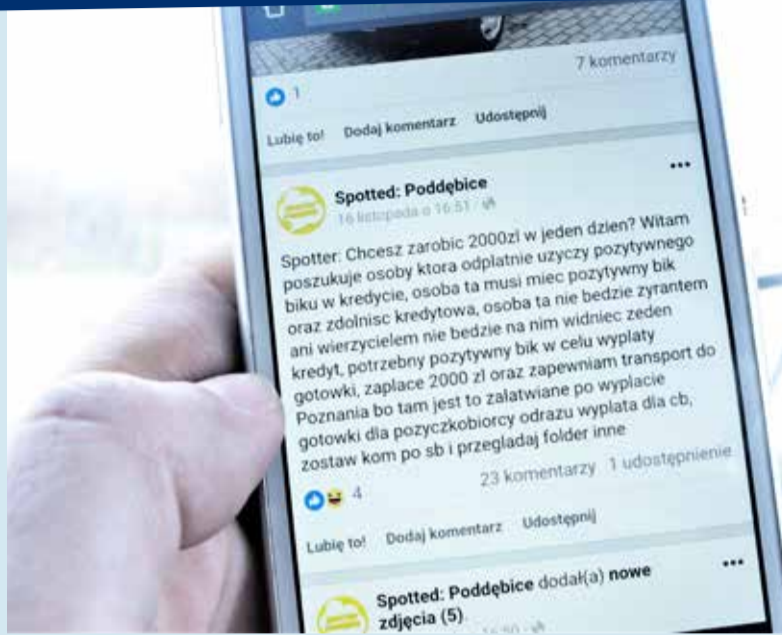 7 komentarzy
1
Lubię to! Dodaj komentarz Udostępnij
Spotted: Poddębice
16 listopada o 16:51
Spotter: Chcesz zarobic 2000zl w jeden dzien? Witam
poszukuje osoby ktora odplatnie uzyczy pozytywnego
biku w kredycie, osoba ta musi miec pozytywny bik
oraz zdolnisc kredytowa, osoba ta nie bedzie zyrantem
ani wierzycielem nie bedzie na nim widniec zeden
kredyt, potrzebny pozytywny bik w celu wyplaty
gotowki, zaplace 2000 zl oraz zapewniam transport do
Poznania bo tam jest to zalatwiane po wyplacie
gotowki dla pozyczkobiorcy odrazu wyplata dla cb,
zostaw kom po sb i przegladaj folder inne
4 23 komentarzy 1 udostępnienie
Lubię to! Dodaj komentarz Udostępnij
Spotted: Poddębice dodał(a) nowe
zdjęcia (5)